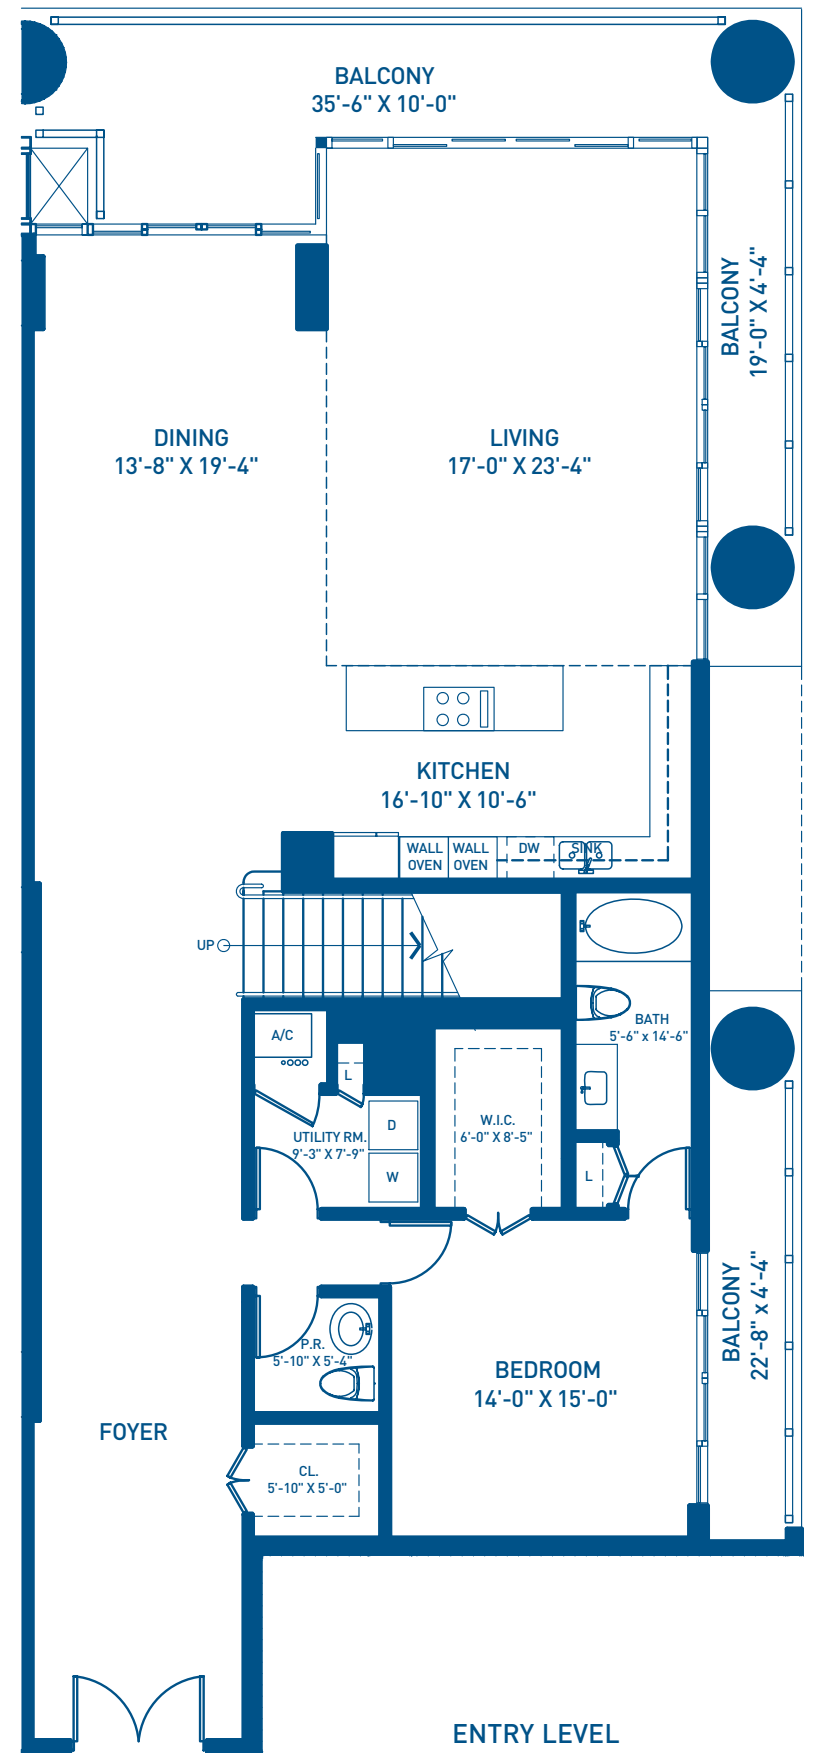 BALCONY
35'-6" X 10'-0"
BALCONY
19'-0" X 4'-4"
DINING
13'-8" X 19'-4"
LIVING
17'-0" X 23'-4"
KITCHEN
16'-10" X 10'-6"
WALL
OVEN
WALL
OVEN
DW
SINK
UP
A/C
L
BATH
5'-6" x 14'-6"
UTILITY RM.
9'-3" X 7'-9"
D
W
W.I.C.
6'-0" X 8'-5"
L
P.R.
5'-10" X 5'-4"
BEDROOM
14'-0" X 15'-0"
BALCONY
22'-8" x 4'-4"
FOYER
CL.
5'-10" X 5'-0"
ENTRY LEVEL